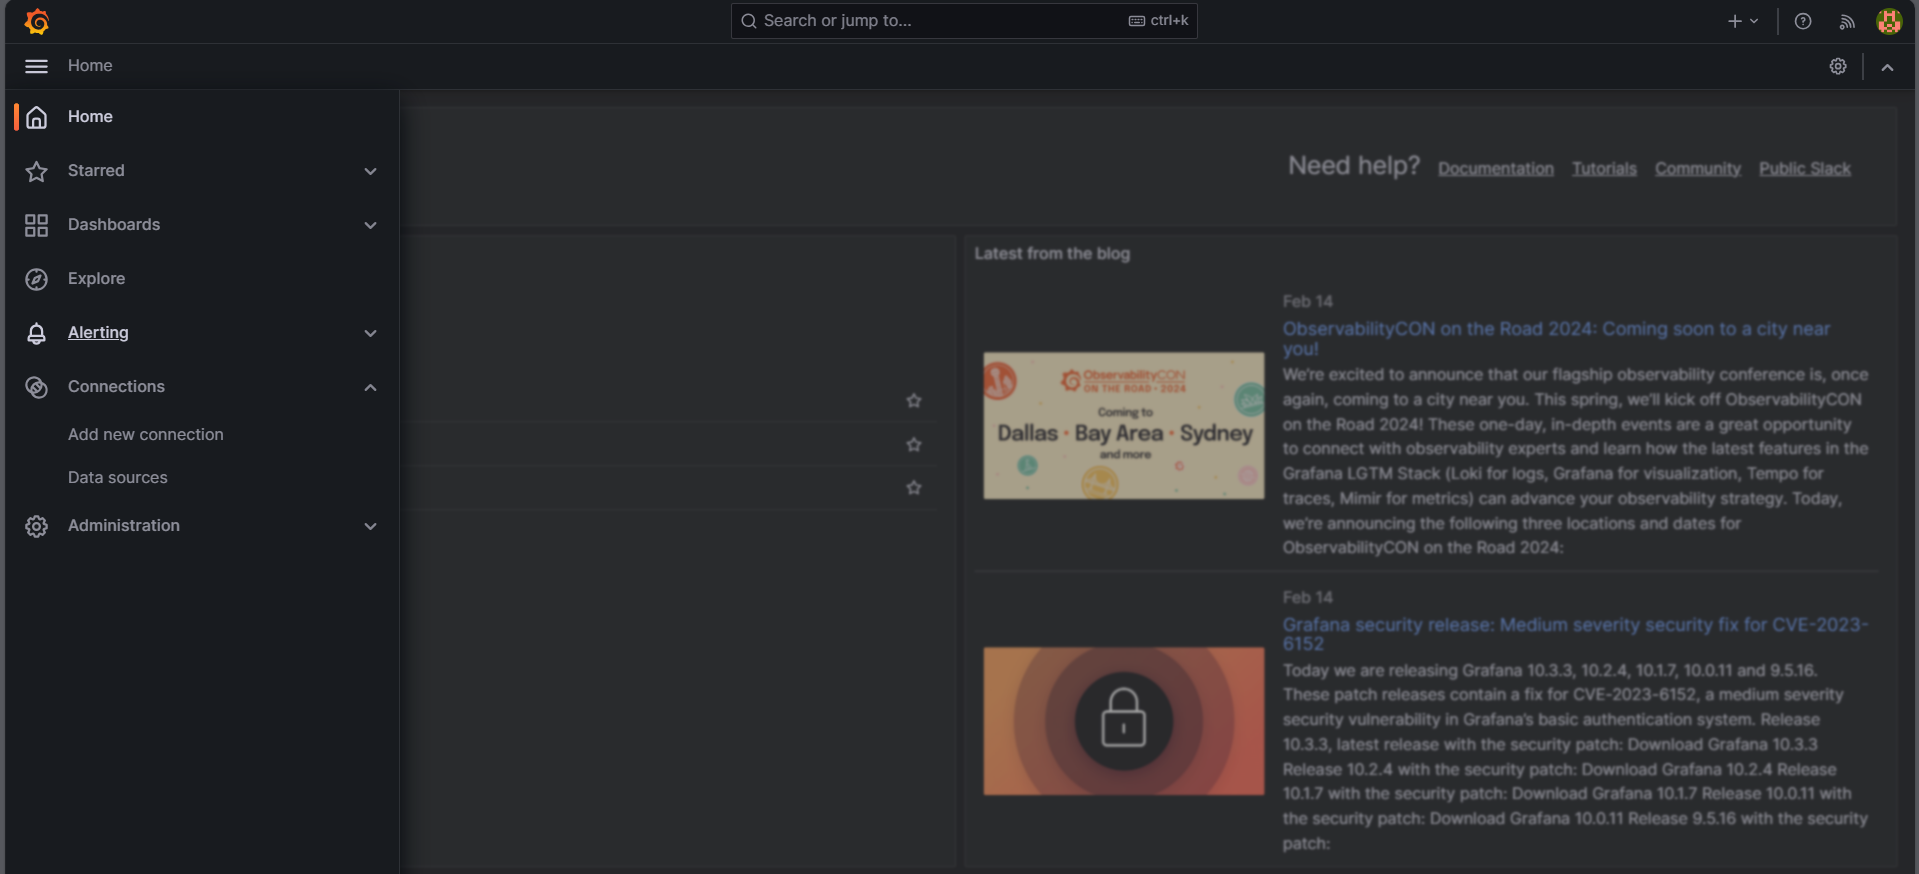 Search or jump to...
ctrl+k
Home
Home
Starred
Dashboards
Explore
Alerting
Connections
Add new connection
Data sources
Administration
Need help?
Documentation
Tutorials
Community
Public Slack
Latest from the blog
ObservabilityCON
ON THE ROAD • 2024
Coming to
Dallas • Bay Area • Sydney
and more
Feb 14
ObservabilityCON on the Road 2024: Coming soon to a city near
you!
We're excited to announce that our flagship observability conference is, once
again, coming to a city near you. This spring, we'll kick off ObservabilityCON
on the Road 2024! These one-day, in-depth events are a great opportunity
to connect with observability experts and learn how the latest features in the
Grafana LGTM Stack (Loki for logs, Grafana for visualization, Tempo for
traces, Mimir for metrics) can advance your observability strategy. Today,
we're announcing the following three locations and dates for
ObservabilityCON on the Road 2024:
Feb 14
Grafana security release: Medium severity security fix for CVE-2023-
6152
Today we are releasing Grafana 10.3.3, 10.2.4, 10.1.7, 10.0.11 and 9.5.16.
These patch releases contain a fix for CVE-2023-6152, a medium severity
security vulnerability in Grafana's basic authentication system. Release
10.3.3, latest release with the security patch: Download Grafana 10.3.3
Release 10.2.4 with the security patch: Download Grafana 10.2.4 Release
10.1.7 with the security patch: Download Grafana 10.1.7 Release 10.0.11 with
the security patch: Download Grafana 10.0.11 Release 9.5.16 with the security
patch: